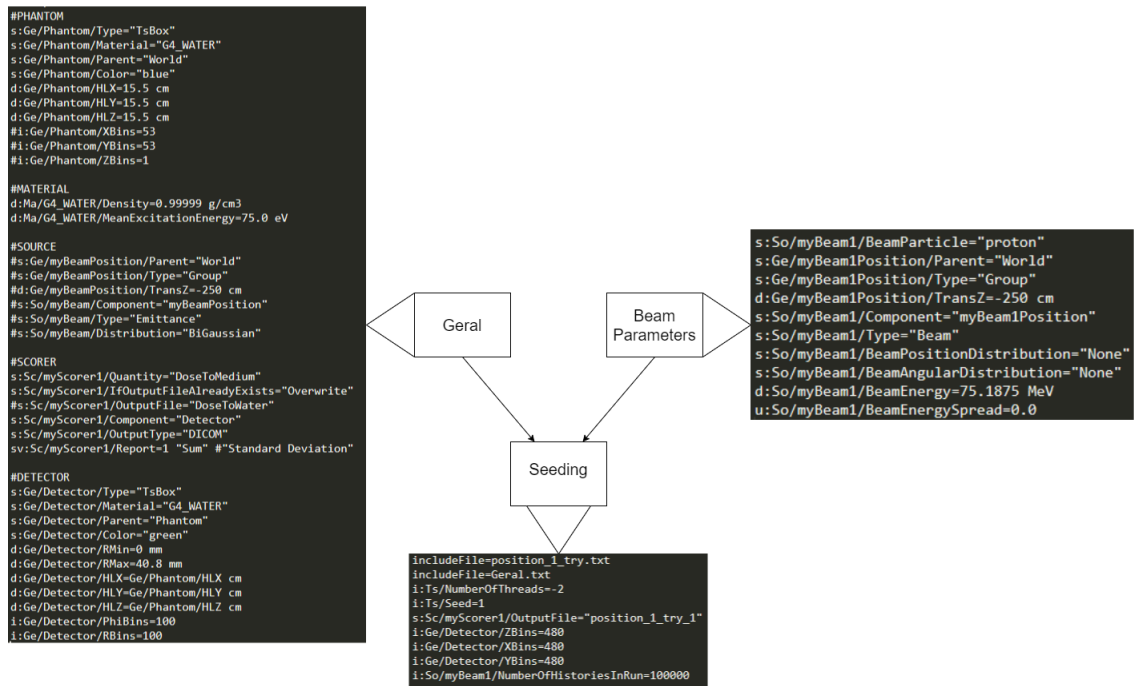 #PHANTOM
s:Ge/Phantom/Type="TsBox"
s:Ge/Phantom/Material="G4_WATER"
s:Ge/Phantom/Parent="World"
s:Ge/Phantom/Color="blue"
d:Ge/Phantom/HLX=15.5 cm
d:Ge/Phantom/HLY=15.5 cm
d:Ge/Phantom/HLZ=15.5 cm
#i:Ge/Phantom/XBins=53
#i:Ge/Phantom/YBins=53
#i:Ge/Phantom/ZBins=1
#MATERIAL
d:Ma/G4_WATER/Density=0.99999 g/cm3
d:Ma/G4_WATER/MeanExcitationEnergy=75.0 eV
#SOURCE
#s:Ge/myBeamPosition/Parent="World"
#s:Ge/myBeamPosition/Type="Group"
#d:Ge/myBeamPosition/TransZ=-250 cm
#s:So/myBeam/Component="myBeamPosition"
#s:So/myBeam/Type="Emittance"
#s:So/myBeam/Distribution="BiGaussian"
#SCORER
s:Sc/myScorer1/Quantity="DoseToMedium"
s:Sc/myScorer1/IfOutputFileAlreadyExists="Overwrite"
#s:Sc/myScorer1/OutputFile="DoseToWater"
s:Sc/myScorer1/Component="Detector"
s:Sc/myScorer1/OutputType="DICOM"
sv:Sc/myScorer1/Report=1 "Sum" #"Standard Deviation"
#DETECTOR
s:Ge/Detector/Type="TsBox"
s:Ge/Detector/Material="G4_WATER"
s:Ge/Detector/Parent="Phantom"
s:Ge/Detector/Color="green"
d:Ge/Detector/RMin=0 mm
d:Ge/Detector/RMax=40.8 mm
d:Ge/Detector/HLX=Ge/Phantom/HLX cm
d:Ge/Detector/HLY=Ge/Phantom/HLY cm
d:Ge/Detector/HLZ=Ge/Phantom/HLZ cm
i:Ge/Detector/PhiBins=100
i:Ge/Detector/RBins=100
Geral
Beam
Parameters
s:So/myBeam1/BeamParticle="proton"
s:Ge/myBeam1Position/Parent="World"
s:Ge/myBeam1Position/Type="Group"
d:Ge/myBeam1Position/TransZ=-250 cm
s:So/myBeam1/Component="myBeam1Position"
s:So/myBeam1/Type="Beam"
s:So/myBeam1/BeamPositionDistribution="None"
s:So/myBeam1/BeamAngularDistribution="None"
d:So/myBeam1/BeamEnergy=75.1875 MeV
u:So/myBeam1/BeamEnergySpread=0.0
Seeding
includeFile=position_1_try.txt
includeFile=Geral.txt
i:Ts/NumberOfThreads=-2
i:Ts/Seed=1
s:Sc/myScorer1/OutputFile="position_1_try_1"
i:Ge/Detector/ZBins=480
i:Ge/Detector/XBins=480
i:Ge/Detector/YBins=480
i:So/myBeam1/NumberOfHistoriesInRun=100000